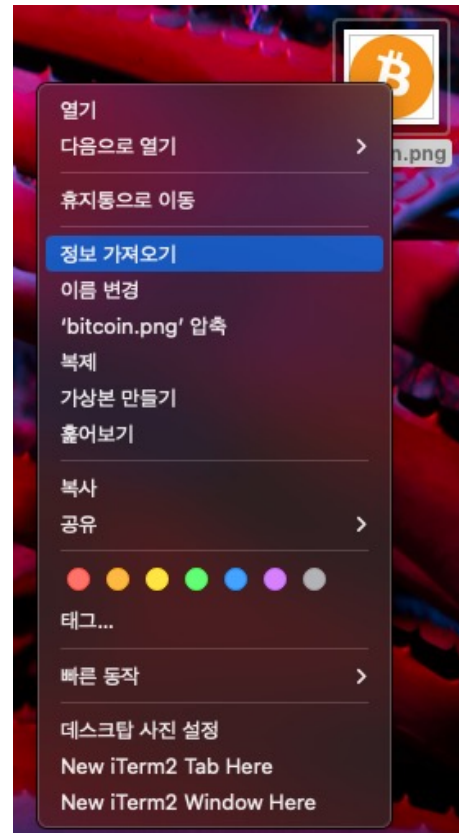 n.png
열기
다음으로 열기
휴지통으로 이동
정보 가져오기
이름 변경
‘bitcoin.png’ 압축
복제
가상본 만들기
훑어보기
복사
공유
태그...
빠른 동작
데스크탑 사진 설정
New iTerm2 Tab Here
New iTerm2 Window Here